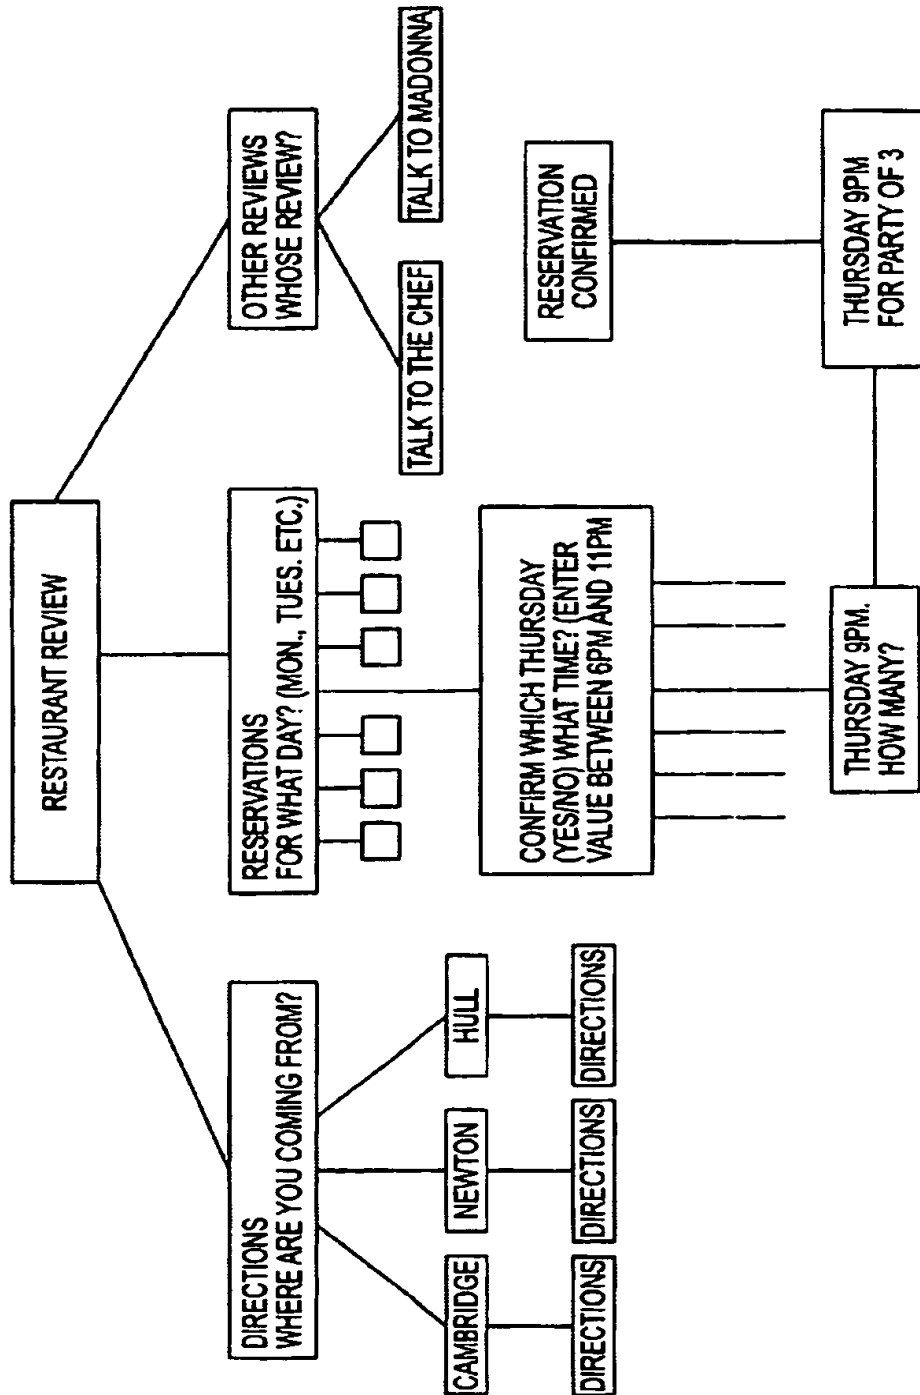 RESTAURANT REVIEW
DIRECTIONS
WHERE ARE YOU COMING FROM?
RESERVATIONS
FOR WHAT DAY? (MON., TUES. ETC.)
OTHER REVIEWS
WHOSE REVIEW?
CAMBRIDGE
NEWTON
HULL
DIRECTIONS
DIRECTIONS
DIRECTIONS
TALK TO THE CHEF
TALK TO MADONNA
CONFIRM WHICH THURSDAY
(YES/NO) WHAT TIME? (ENTER
VALUE BETWEEN 6PM AND 11PM
THURSDAY 9PM.
HOW MANY?
THURSDAY 9PM
FOR PARTY OF 3
RESERVATION
CONFIRMED